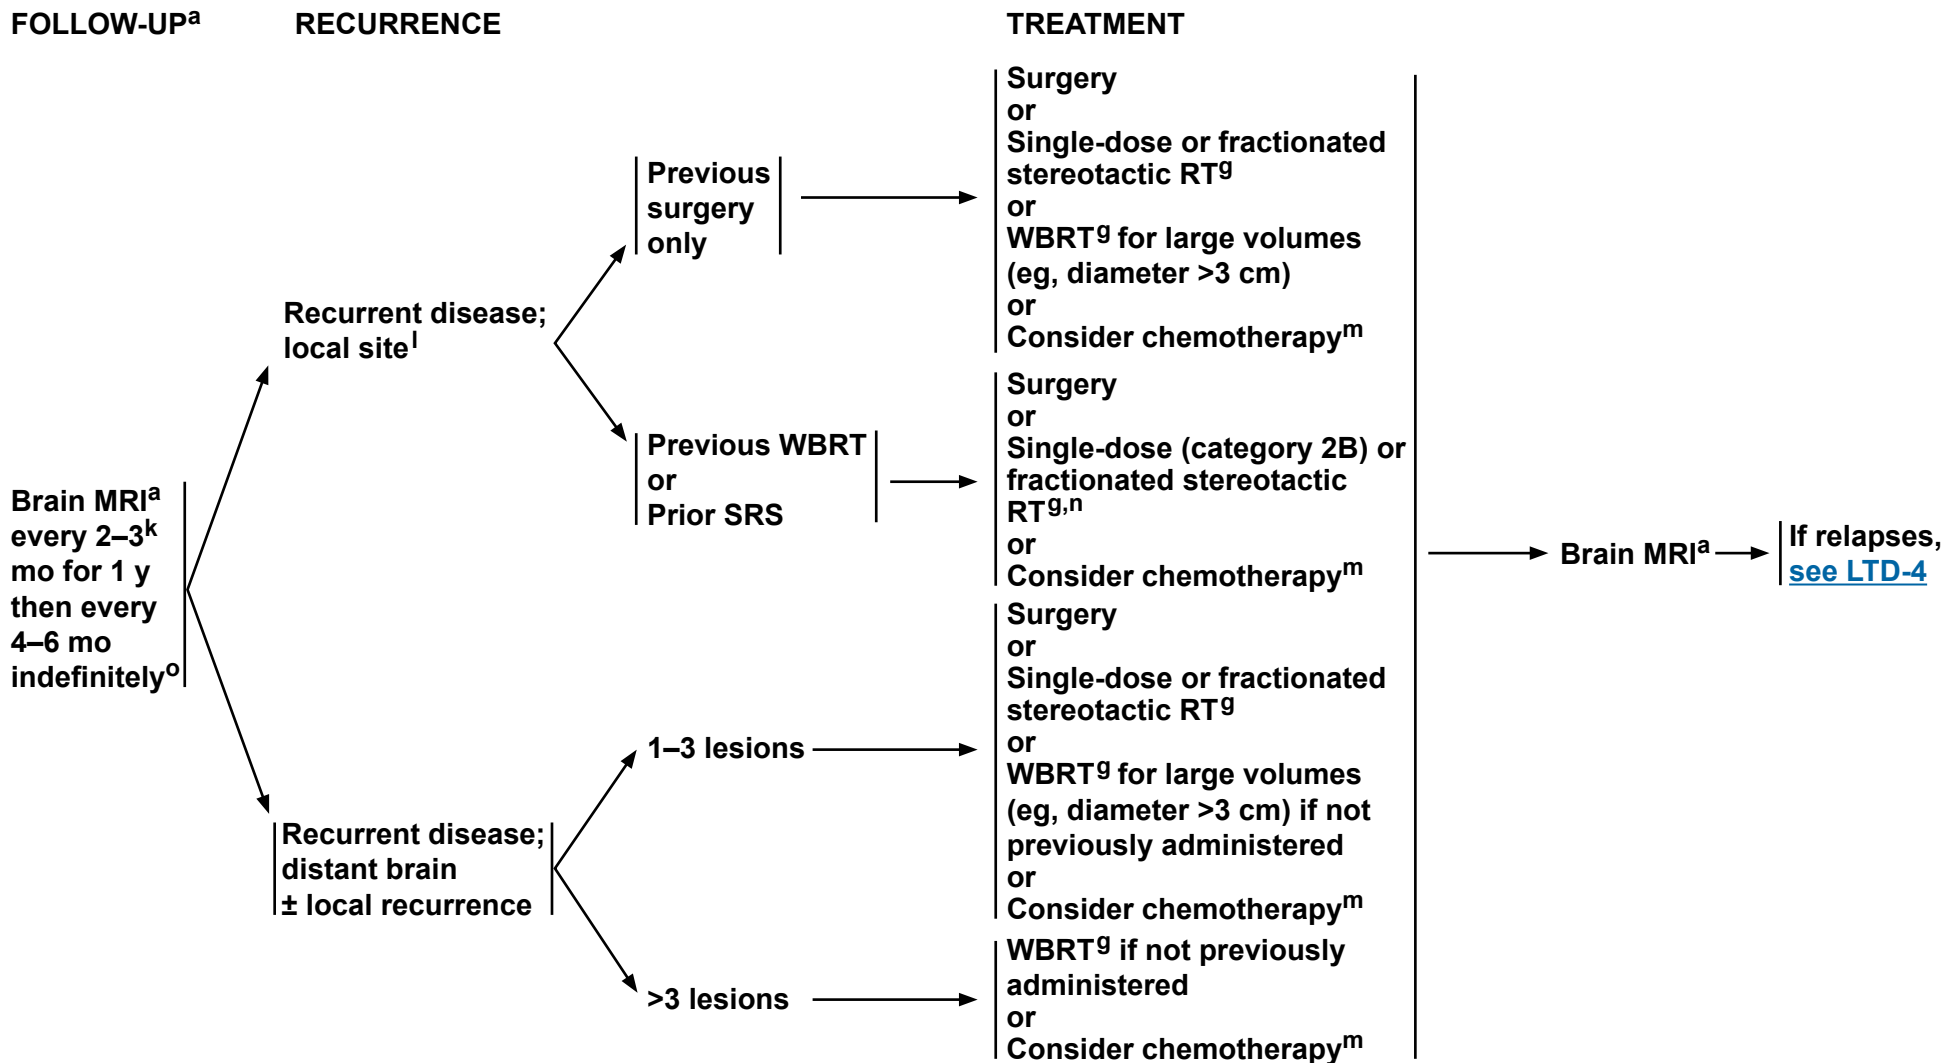 FOLLOW-UPa
RECURRENCE
TREATMENT
Brain MRIa
every 2–3k
mo for 1 y
then every
4–6 mo
indefinitelyo
Recurrent disease;
local sitel
Previous
surgery
only
Surgery
or
Single-dose or fractionated
stereotactic RTg
or
WBRTg for large volumes
(eg, diameter >3 cm)
or
Consider chemotherapym
Previous WBRT
or
Prior SRS
Surgery
or
Single-dose (category 2B) or
fractionated stereotactic
RTg,n
or
Consider chemotherapym
Recurrent disease;
distant brain
± local recurrence
1–3 lesions
Surgery
or
Single-dose or fractionated
stereotactic RTg
or
WBRTg for large volumes
(eg, diameter >3 cm) if not
previously administered
or
Consider chemotherapym
>3 lesions
WBRTg if not previously
administered
or
Consider chemotherapym
Brain MRIa
If relapses,
see LTD-4